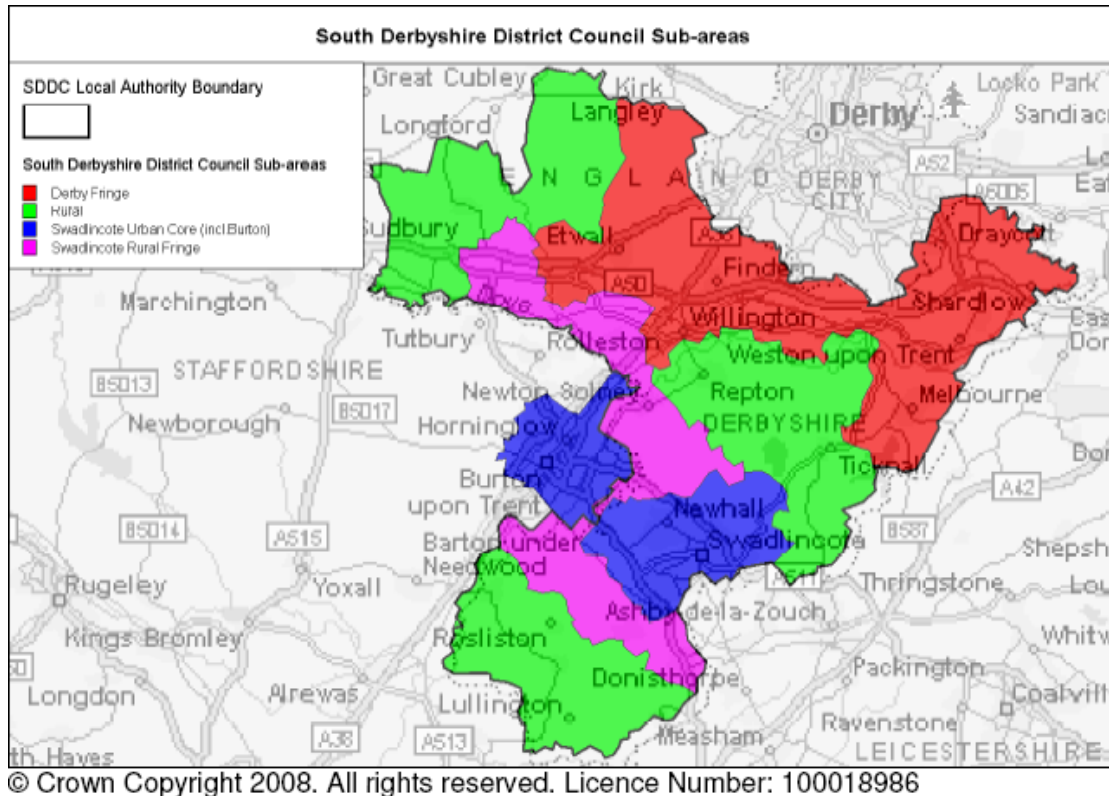 South Derbyshire District Council Sub-areas
SDDC Local Authority Boundary
South Derbyshire District Council Sub-areas
Derby Fringe
Rural
Swadlincote Urban Core (incl.Burton)
Swadlincote Rural Fringe
Great Cubley
Kirk
Langley
Longford
Derby
Locko Park
A52
A6005
ENGLAND
DERBY
CITY
Sudbury
Etwall
A50
Findern
Draycott
Shardlow
Marchington
Tutbury
Rolleston
Willington
Weston upon Trent
B5013
STAFFORDSHIRE
Newton Solney
Repton
Melbourne
Newborough
B5017
Horninglow
DERBYSHIRE
Ticknall
Burton
upon Trent
A42
B5014
A515
Newhall
B587
Barton under
Needwood
Swadlincote
Rugeley
Yoxall
Thringstone
Kings Bromley
Rosliston
Ashby-de-la-Zouch
Packington
Longdon
Alrewas
Lullington
Donisthorpe
Coalvill
Ravenstone
A38
A513
Measham
LEICESTERSHIRE
th Hayes
© Crown Copyright 2008. All rights reserved. Licence Number: 100018986